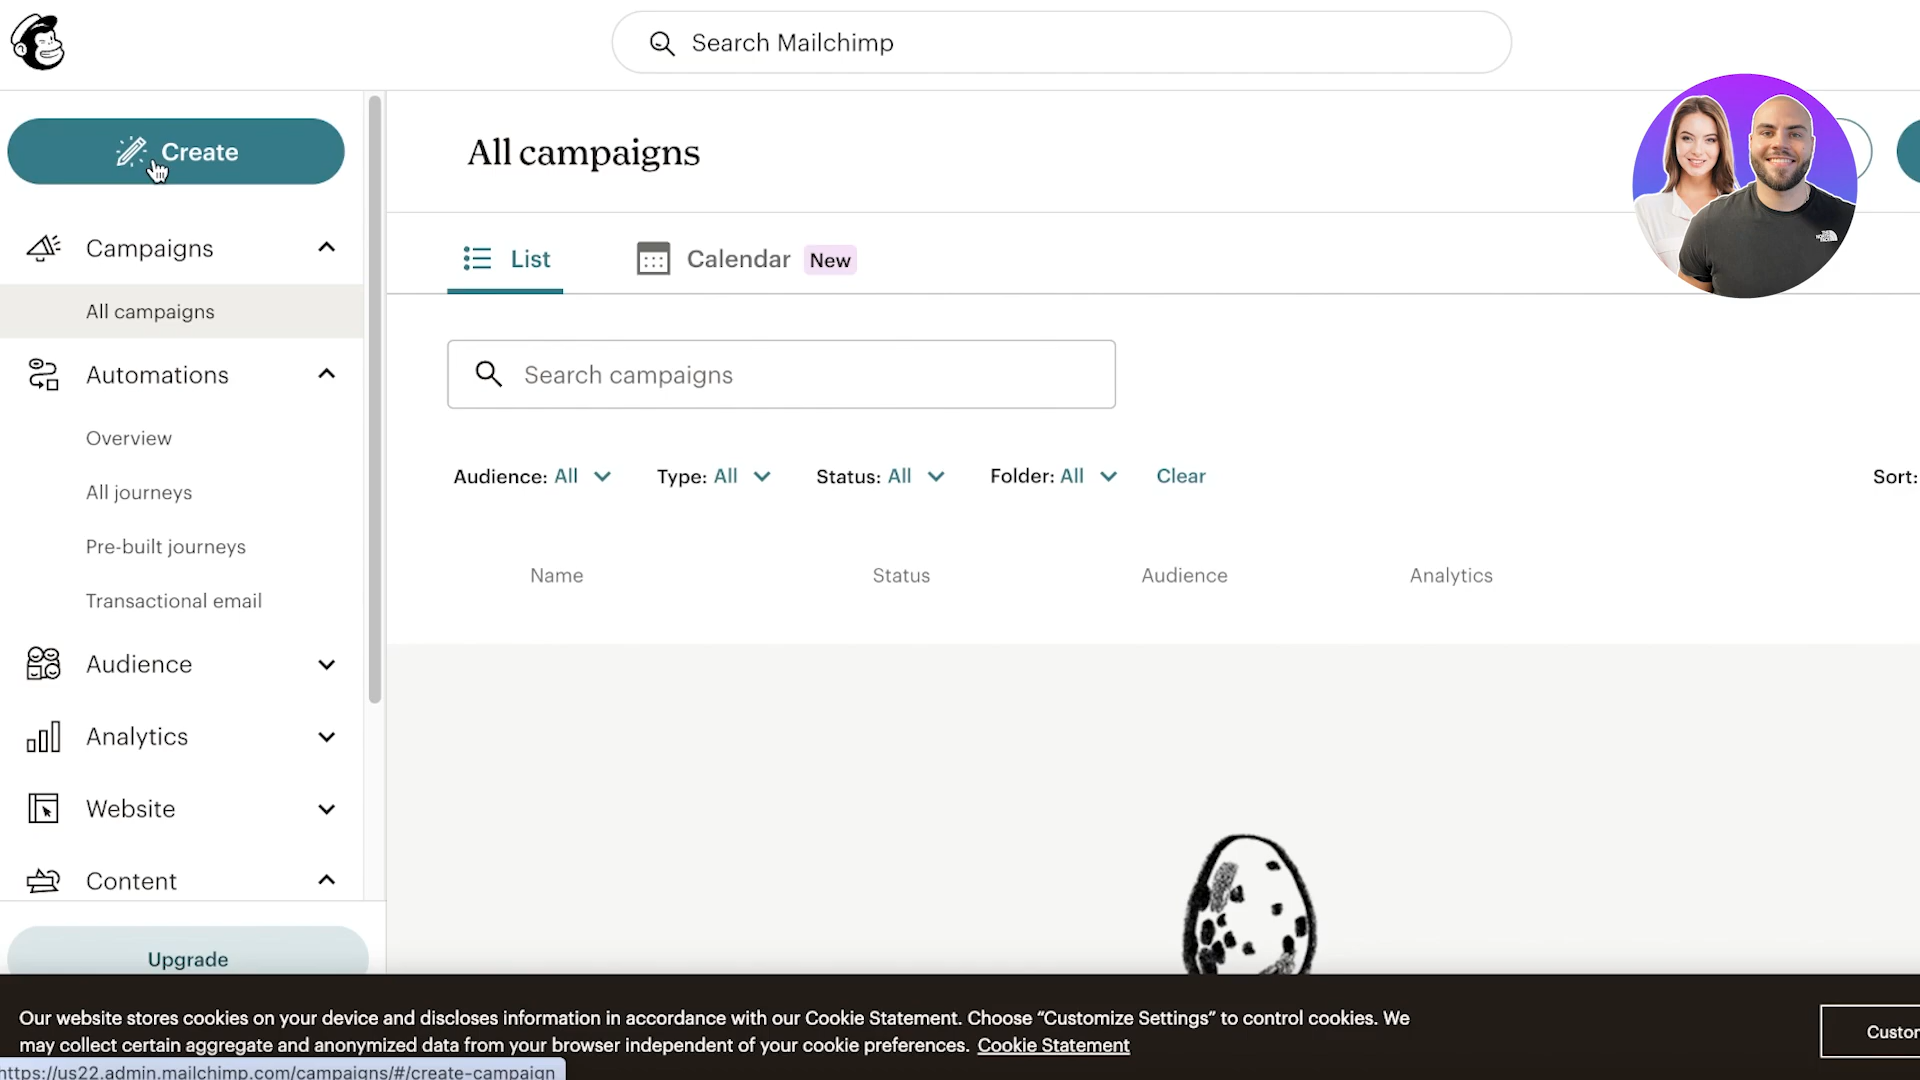 Search Mailchimp
Create
All campaigns
Campaigns
List
Calendar New
All campaigns
Search campaigns
Automations
Overview
Audience: All
Type: All
Status: All
Folder: All
Clear
Sort:
All journeys
Pre-built journeys
Name
Status
Audience
Analytics
Transactional email
Audience
Analytics
Website
Content
Upgrade
Our website stores cookies on your device and discloses information in accordance with our Cookie Statement. Choose “Customize Settings” to control cookies. We
may collect certain aggregate and anonymized data from your browser independent of your cookie preferences. Cookie Statement
Custom
https://us22.admin.mailchimp.com/campaigns/#/create-campaign